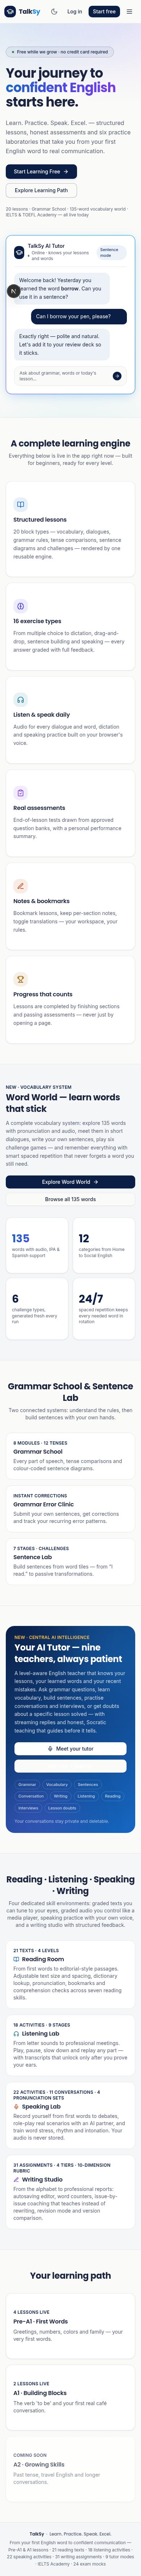 TalkSy
Log in
Start free
Free while we grow · no credit card required
Your journey to
confident English
starts here.
Learn. Practice. Speak. Excel. — structured
lessons, honest assessments and six practice
laboratories that take you from your first
English word to real communication.
Start Learning Free →
Explore Learning Path
20 lessons · Grammar School · 135-word vocabulary world ·
IELTS & TOEFL Academy — all live today
TalkSy AI Tutor
Online · knows your lessons
and words
Sentence
mode
Welcome back! Yesterday you
learned the word borrow. Can you
use it in a sentence?
Can I borrow your pen, please?
Exactly right — polite and natural.
Let's add it to your review deck so
it sticks.
Ask about grammar, words or today's
lesson...
A complete learning engine
Everything below is live in the app right now — built
for beginners, ready for every level.
Structured lessons
20 block types — vocabulary, dialogues,
grammar rules, tense comparisons, sentence
diagrams and challenges — rendered by one
reusable engine.
16 exercise types
From multiple choice to dictation, drag-and-
drop, sentence building and speaking — every
answer graded with full feedback.
Listen & speak daily
Audio for every dialogue and word, dictation
and speaking practice built on your browser's
voice.
Real assessments
End-of-lesson tests drawn from approved
question banks, with a personal performance
summary.
Notes & bookmarks
Bookmark lessons, keep per-section notes,
toggle translations — your workspace, your
rules.
Progress that counts
Lessons are completed by finishing sections
and passing assessments — never just by
opening a page.
NEW · VOCABULARY SYSTEM
Word World — learn words
that stick
A complete vocabulary system: explore 135 words
with pronunciation and audio, meet them in short
dialogues, use your own sentences, play six
challenge games — and never forget them with
spaced repetition.
Explore Word World →
Browse all 135 words
135
words with audio, IPA &
Spanish support
12
categories from Home
to Social English
6
challenge types,
generated fresh every
run
24/7
spaced repetition keeps
every needed word in
rotation
Grammar School & Sentence
Lab
Two connected systems: understand the rules, then
build sentences with your own hands.
8 MODULES · 12 TENSES
Grammar School
Every part of speech, tense comparisons and
colour-coded sentence diagrams.
INSTANT CORRECTIONS
Grammar Error Clinic
Submit your own sentences, get corrections
and track your recurring error patterns.
7 STAGES · CHALLENGES
Sentence Lab
Build sentences from word tiles — from "I
read." to passive transformations.
NEW · CENTRAL AI INTELLIGENCE
Your AI Tutor — nine
teachers, always patient
A level-aware English teacher that knows your
lessons, your learned words and your recent
mistakes. Ask grammar questions, learn
vocabulary, build sentences, practise
conversations and interviews, or get doubts
about a specific lesson solved — with
streaming replies and honest, Socratic
teaching that guides before it tells.
Meet your tutor
Grammar
Vocabulary
Sentences
Conversation
Writing
Listening
Reading
Interviews
Lesson doubts
Your conversations stay private and deletable.
Reading · Listening · Speaking
· Writing
Four dedicated skill environments: graded texts you
can tune to your eyes, graded audio you control like a
media player, speaking practice with your own voice,
and a writing studio with structured feedback.
21 TEXTS · 4 LEVELS
Reading Room
From first words to editorial-style passages.
Adjustable text size and spacing, dictionary
lookup, pronunciation, bookmarks and
comprehension checks across seven reading
skills.
18 ACTIVITIES · 9 STAGES
Listening Lab
From letter sounds to professional meetings.
Play, pause, slow down and replay any part —
with transcripts that unlock only after you prove
your ears.
22 ACTIVITIES · 11 CONVERSATIONS · 4
PRONUNCIATION SETS
Speaking Lab
Record yourself from first words to debates,
role-play real scenarios with an AI partner, and
train word stress, rhythm and intonation. Your
audio is never stored.
31 ASSIGNMENTS · 4 TIERS · 10-DIMENSION
RUBRIC
Writing Studio
From the alphabet to professional reports:
autosaving editor, word counters, issue-by-
issue coaching that teaches instead of
rewriting, revision mode and version
comparison.
Your learning path
4 LESSONS LIVE
Pre-A1 · First Words
Greetings, numbers, colors and family — your
very first words.
2 LESSONS LIVE
A1 · Building Blocks
The verb 'to be' and your first real café
conversation.
COMING SOON
A2 · Growing Skills
Past tense, travel English and longer
conversations.
TalkSy · Learn, Practice, Speak, Excel.
From your first English word to confident communication —
Pre-A1 & A1 lessons · 21 reading texts · 18 listening activities ·
22 speaking activities · 31 writing assignments · 9 tutor modes
· IELTS Academy · 24 exam mocks